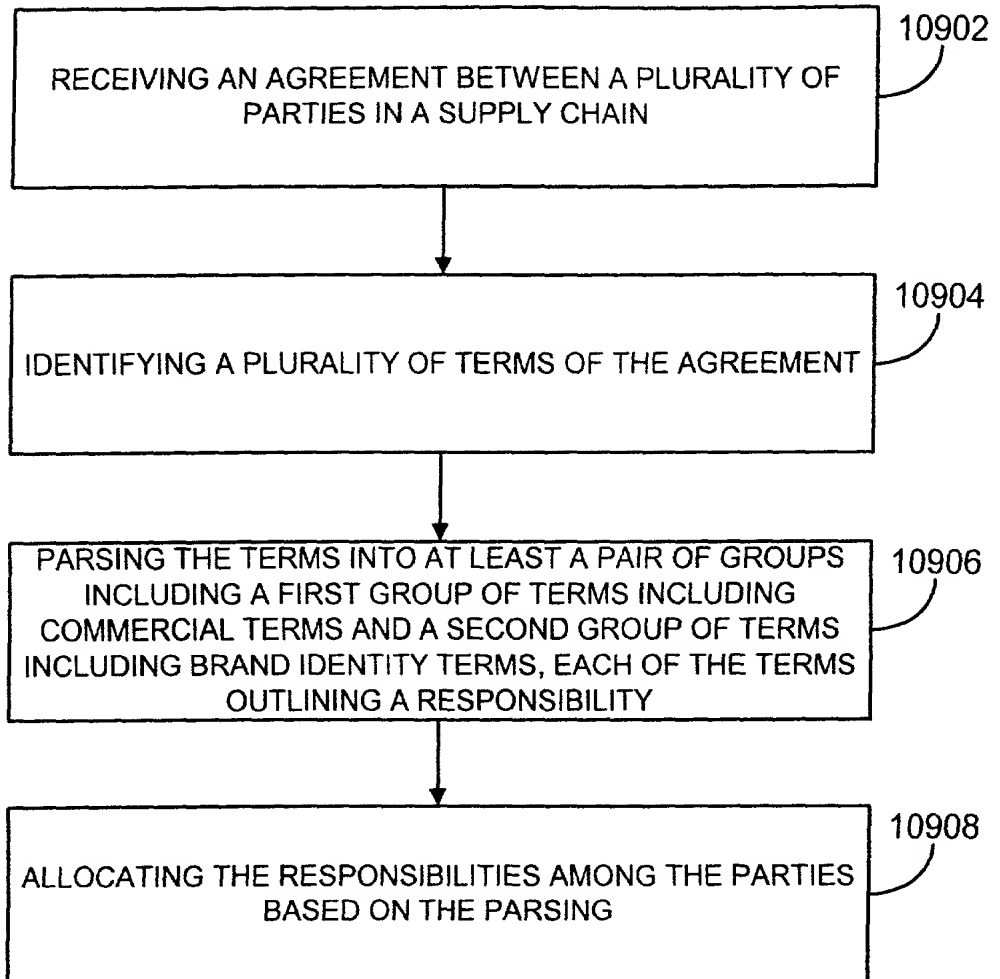 10902
RECEIVING AN AGREEMENT BETWEEN A PLURALITY OF
PARTIES IN A SUPPLY CHAIN
10904
IDENTIFYING A PLURALITY OF TERMS OF THE AGREEMENT
10906
PARSING THE TERMS INTO AT LEAST A PAIR OF GROUPS
INCLUDING A FIRST GROUP OF TERMS INCLUDING
COMMERCIAL TERMS AND A SECOND GROUP OF TERMS
INCLUDING BRAND IDENTITY TERMS, EACH OF THE TERMS
OUTLINING A RESPONSIBILITY
10908
ALLOCATING THE RESPONSIBILITIES AMONG THE PARTIES
BASED ON THE PARSING